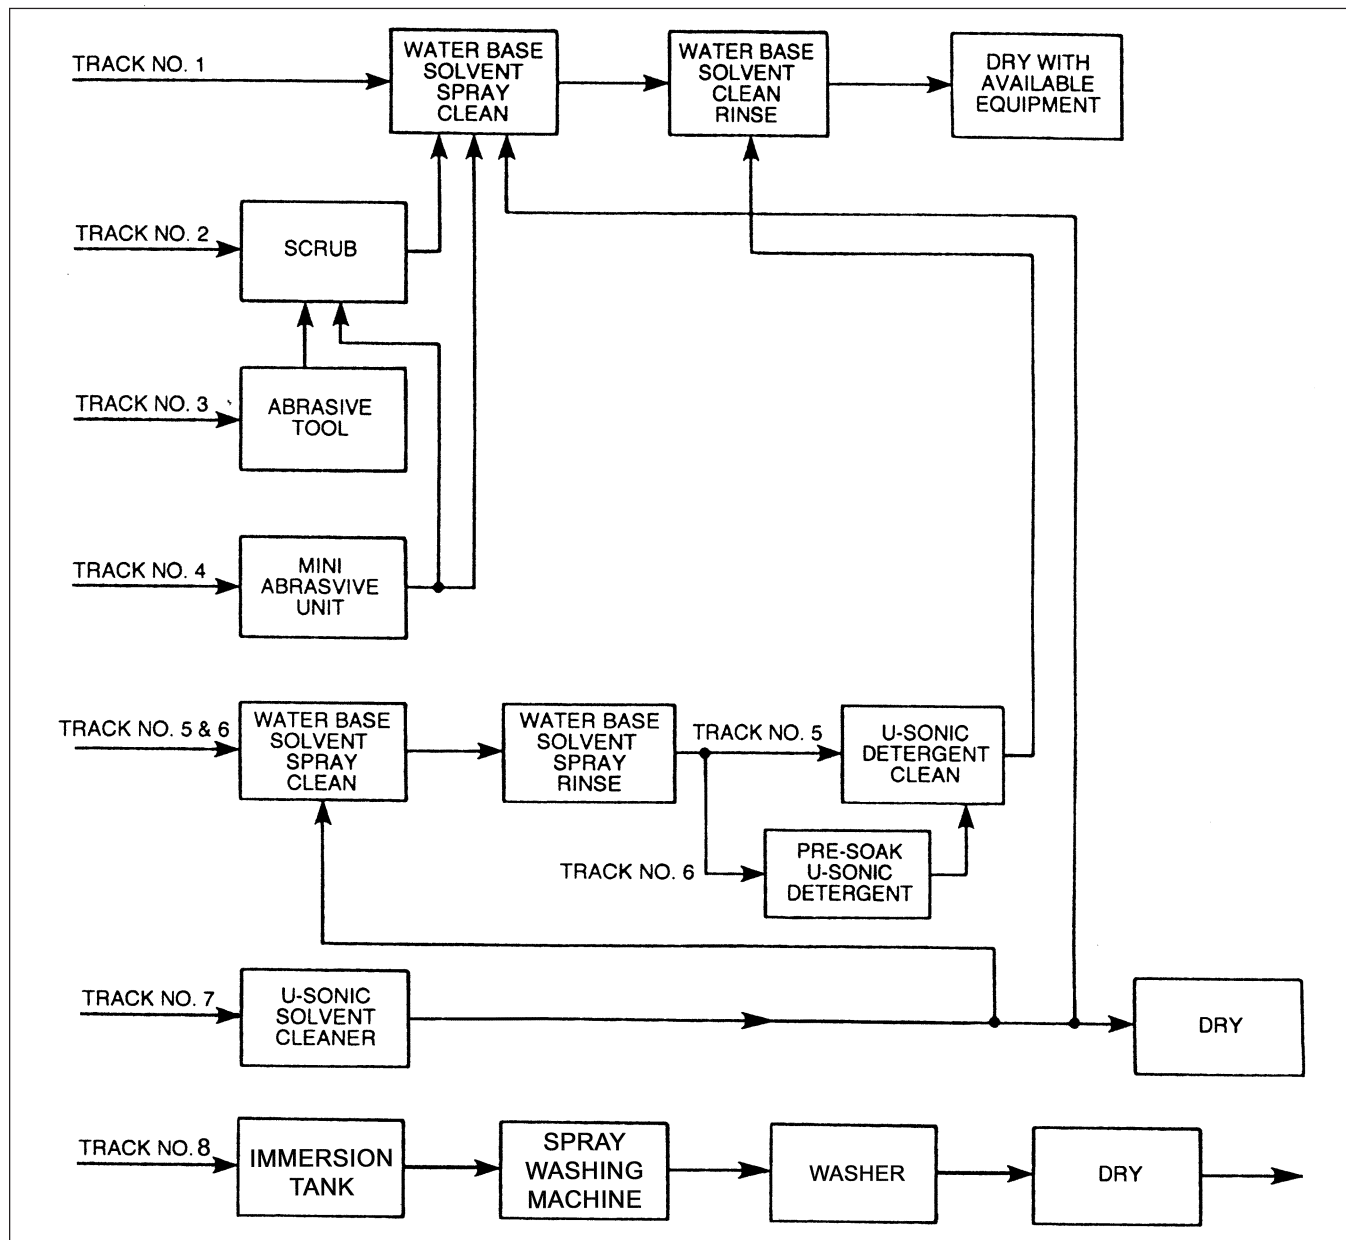 TRACK NO. 1
WATER BASE
SOLVENT
SPRAY
CLEAN
WATER BASE
SOLVENT
CLEAN
RINSE
DRY WITH
AVAILABLE
EQUIPMENT
TRACK NO. 2
SCRUB
TRACK NO. 3
ABRASIVE
TOOL
TRACK NO. 4
MINI
ABRASVIVE
UNIT
TRACK NO. 5 & 6
WATER BASE
SOLVENT
SPRAY
CLEAN
WATER BASE
SOLVENT
SPRAY
RINSE
TRACK NO. 5
U-SONIC
DETERGENT
CLEAN
TRACK NO. 6
PRE-SOAK
U-SONIC
DETERGENT
TRACK NO. 7
U-SONIC
SOLVENT
CLEANER
DRY
TRACK NO. 8
IMMERSION
TANK
SPRAY
WASHING
MACHINE
WASHER
DRY